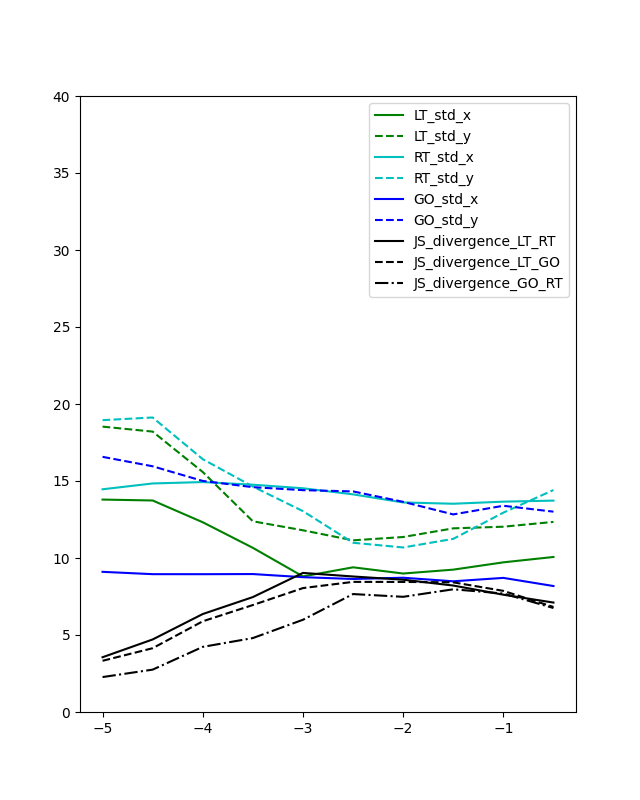 40
35
30
25
20
15
10
5
0
−5
−4
−3
−2
−1
LT_std_x
LT_std_y
RT_std_x
RT_std_y
GO_std_x
GO_std_y
JS_divergence_LT_RT
JS_divergence_LT_GO
JS_divergence_GO_RT